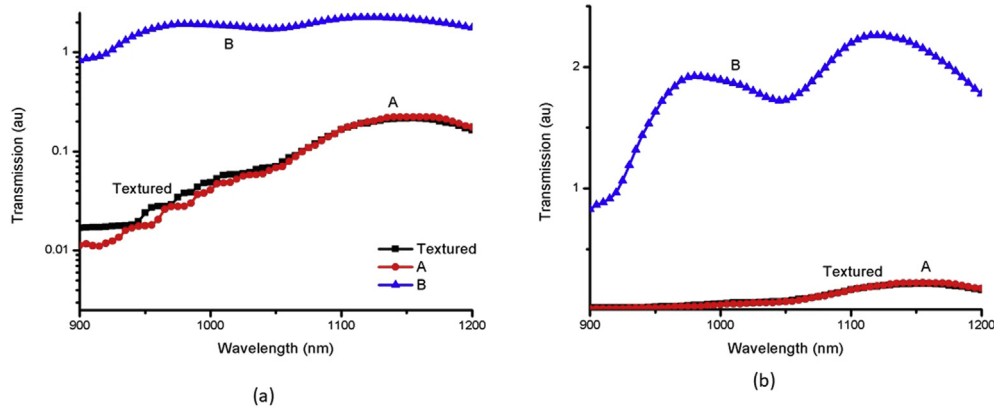 1
0.1
0.01
Transmission (au)
B
A
Textured
Textured
A
B
900
1000
1100
1200
Wavelength (nm)
(a)
2
1
Transmission (au)
B
Textured
A
900
1000
1100
1200
Wavelength (nm)
(b)